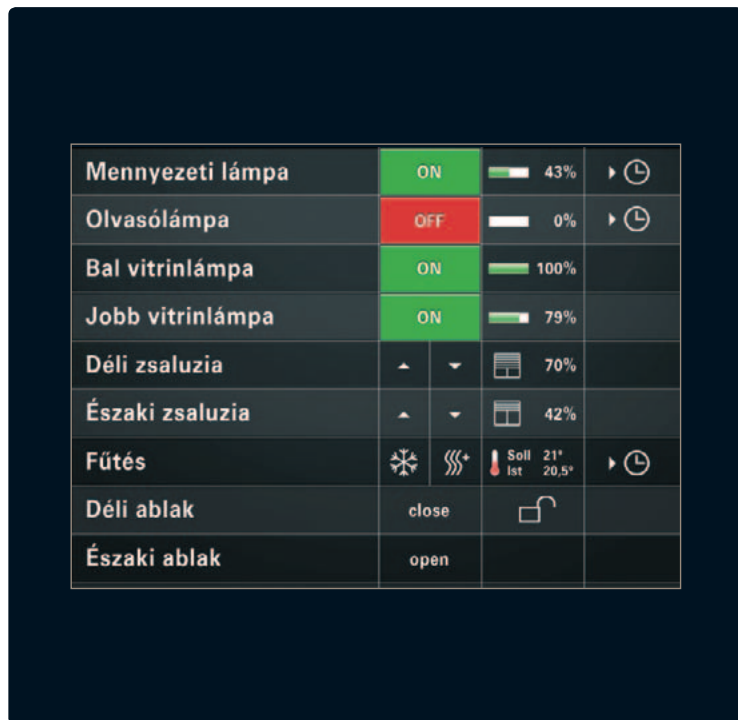 Mennyezeti lámpa ON 43%
Olvasólámpa OFF 0%
Bal vitrinlámpa ON 100%
Jobb vitrinlámpa ON 79%
Déli zsaluzia 70%
Északi zsaluzia 42%
Fűtés Soll 21°
Ist 20,5°
Déli ablak close
Északi ablak open